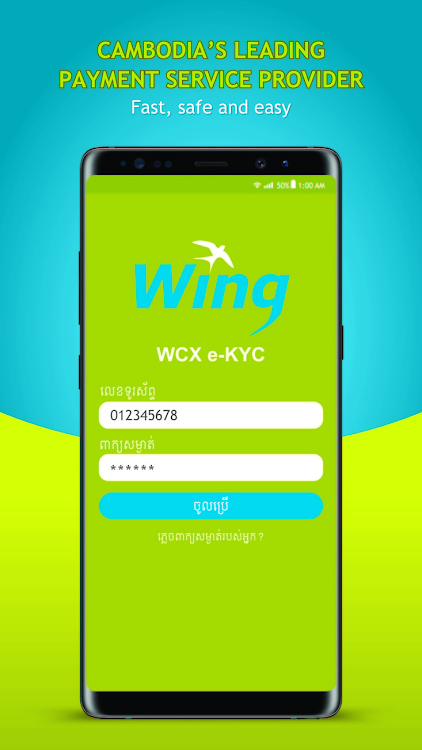 CAMBODIA'S LEADING
PAYMENT SERVICE PROVIDER
Fast, safe and easy
50% 1:00 AM
Wing
WCX e-KYC
លេខទូរស័ព្ទ
012345678
ពាក្យសម្ងាត់
******
ចូលប្រើ
ភ្លេចពាក្យសម្ងាត់របស់អ្នក ?